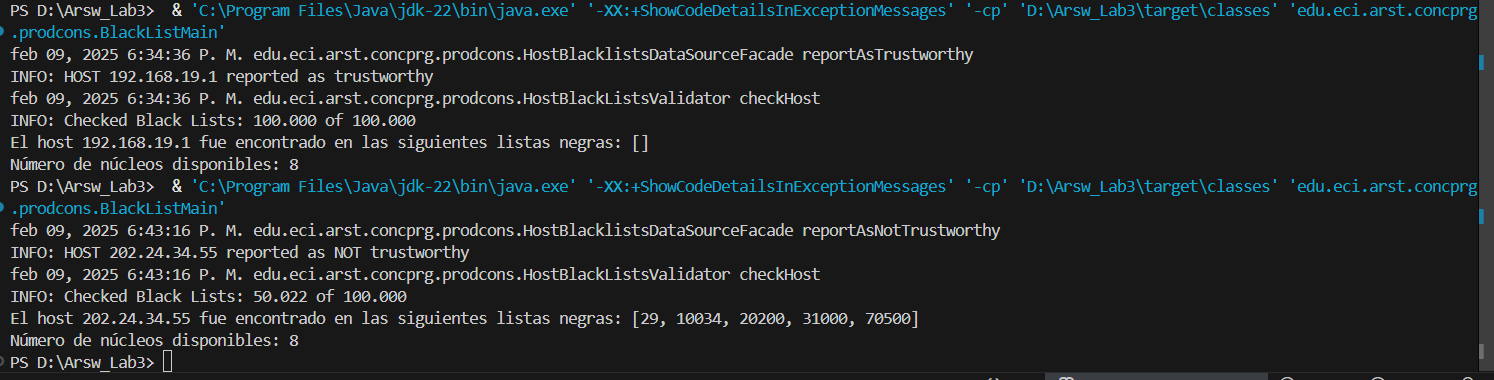 PS D:\Arsw_Lab3>  & 'C:\Program Files\Java\jdk-22\bin\java.exe' '-XX:+ShowCodeDetailsInExceptionMessages' '-cp' 'D:\Arsw_Lab3\target\classes' 'edu.eci.arst.concprg
.prodcons.BlackListMain'
feb 09, 2025 6:34:36 P. M. edu.eci.arst.concprg.prodcons.HostBlacklistsDataSourceFacade reportAsTrustworthy
INFO: HOST 192.168.19.1 reported as trustworthy
feb 09, 2025 6:34:36 P. M. edu.eci.arst.concprg.prodcons.HostBlackListsValidator checkHost
INFO: Checked Black Lists: 100.000 of 100.000
El host 192.168.19.1 fue encontrado en las siguientes listas negras: []
Número de núcleos disponibles: 8
PS D:\Arsw_Lab3>  & 'C:\Program Files\Java\jdk-22\bin\java.exe' '-XX:+ShowCodeDetailsInExceptionMessages' '-cp' 'D:\Arsw_Lab3\target\classes' 'edu.eci.arst.concprg
.prodcons.BlackListMain'
feb 09, 2025 6:43:16 P. M. edu.eci.arst.concprg.prodcons.HostBlacklistsDataSourceFacade reportAsNotTrustworthy
INFO: HOST 202.24.34.55 reported as NOT trustworthy
feb 09, 2025 6:43:16 P. M. edu.eci.arst.concprg.prodcons.HostBlackListsValidator checkHost
INFO: Checked Black Lists: 50.022 of 100.000
El host 202.24.34.55 fue encontrado en las siguientes listas negras: [29, 10034, 20200, 31000, 70500]
Número de núcleos disponibles: 8
PS D:\Arsw_Lab3>